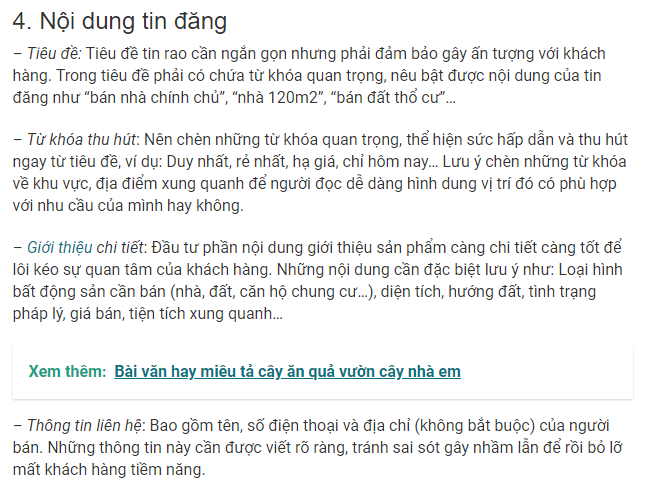 4. Nội dung tin đăng
– Tiêu đề: Tiêu đề tin rao cần ngắn gọn nhưng phải đảm bảo gây ấn tượng với khách
hàng. Trong tiêu đề phải có chứa từ khóa quan trọng, nêu bật được nội dung của tin
đăng như “bán nhà chính chủ”, “nhà 120m2”, “bán đất thổ cư”…
– Từ khóa thu hút: Nên chèn những từ khóa quan trọng, thể hiện sức hấp dẫn và thu hút
ngay từ tiêu đề, ví dụ: Duy nhất, rẻ nhất, hạ giá, chỉ hôm nay… Lưu ý chèn những từ khóa
về khu vực, địa điểm xung quanh để người đọc dễ dàng hình dung vị trí đó có phù hợp
với nhu cầu của mình hay không.
– Giới thiệu chi tiết: Đầu tư phần nội dung giới thiệu sản phẩm càng chi tiết càng tốt để
lôi kéo sự quan tâm của khách hàng. Những nội dung cần đặc biệt lưu ý như: Loại hình
bất động sản cần bán (nhà, đất, căn hộ chung cư…), diện tích, hướng đất, tình trạng
pháp lý, giá bán, tiện tích xung quanh…
Xem thêm: Bài văn hay miêu tả cây ăn quả vườn cây nhà em
– Thông tin liên hệ: Bao gồm tên, số điện thoại và địa chỉ (không bắt buộc) của người
bán. Những thông tin này cần được viết rõ ràng, tránh sai sót gây nhầm lẫn để rồi bỏ lỡ
mất khách hàng tiềm năng.